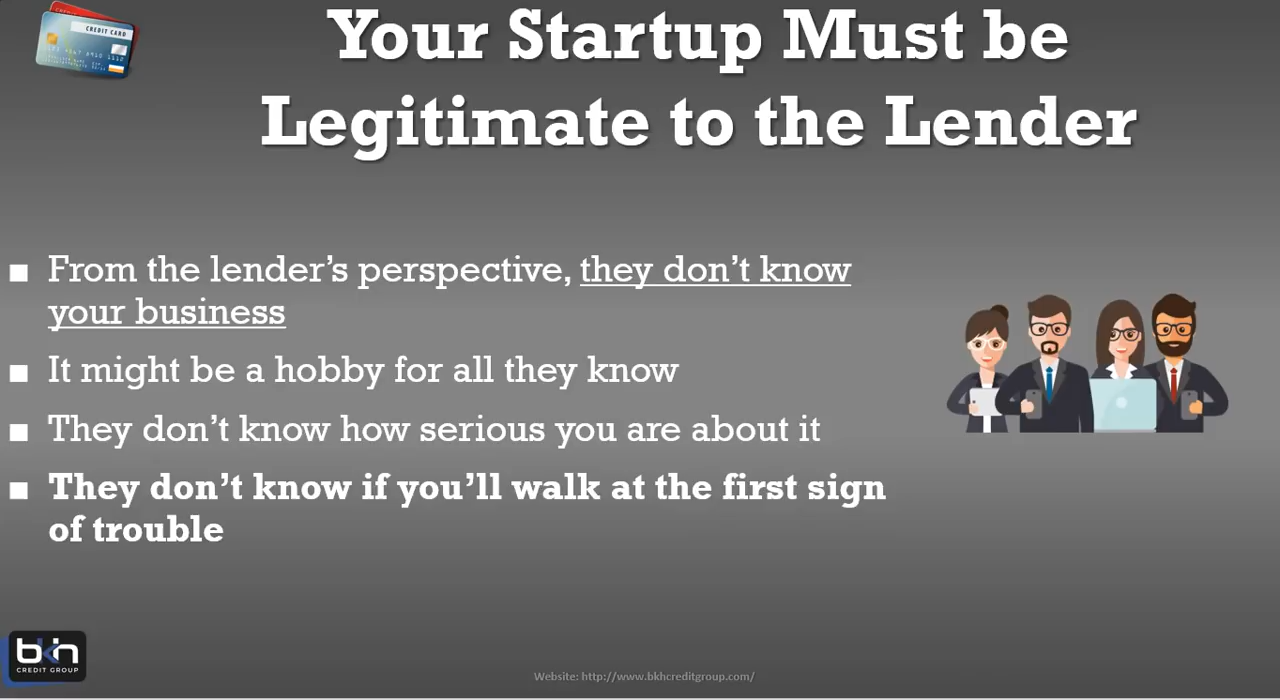 CREDIT CARD
Your Startup Must be
Legitimate to the Lender
■ From the lender’s perspective, they don’t know
your business
■ It might be a hobby for all they know
■ They don’t know how serious you are about it
■ They don’t know if you’ll walk at the first sign
of trouble
bkh
CREDIT GROUP
Website: http://www.bkhcreditgroup.com/